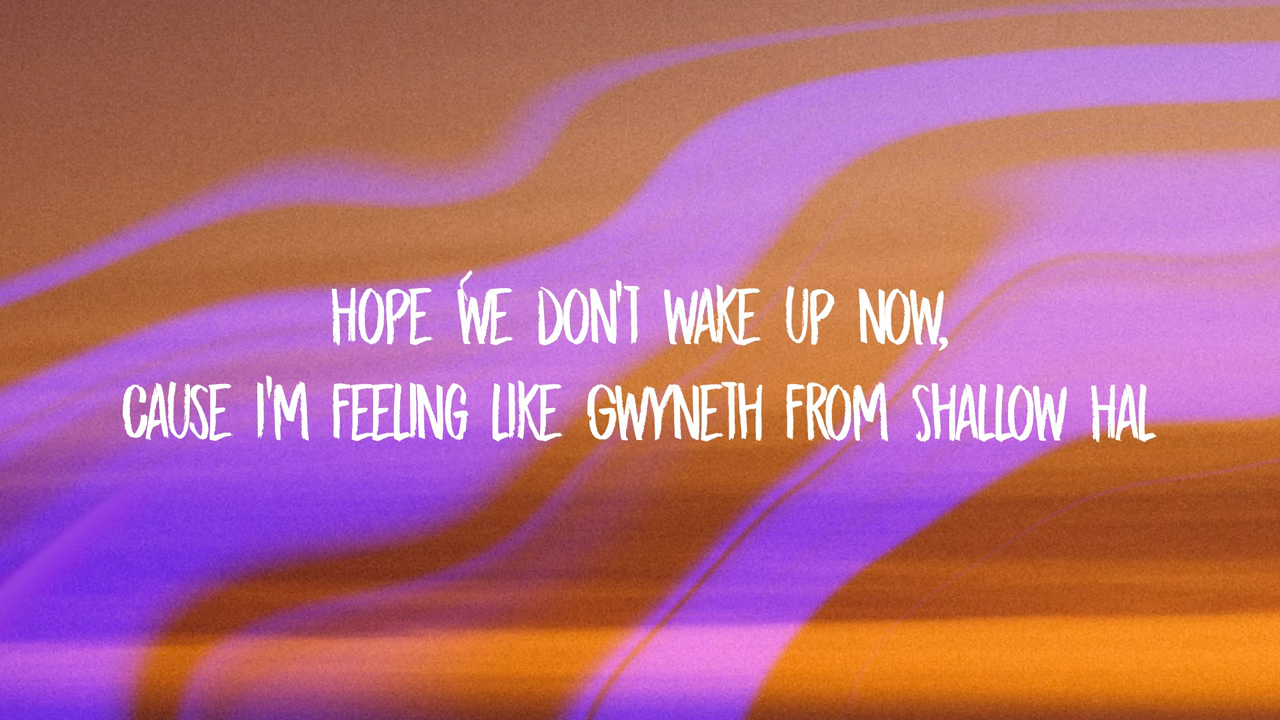 HOPE WE DON'T WAKE UP NOW,
CAUSE I'M FEELING LIKE GWYNETH FROM SHALLOW HAL